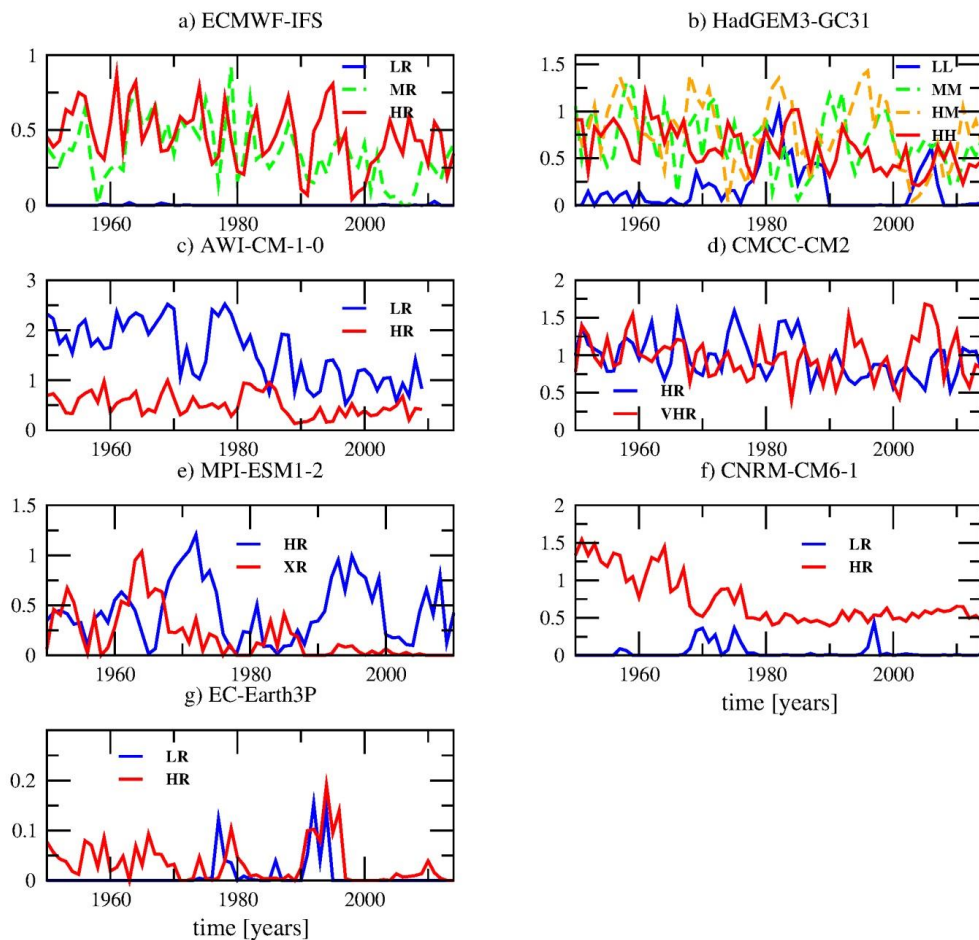 a) ECMWF-IFS
1
0.5
0
LR
MR
HR
1960
1980
2000
b) HadGEM3-GC31
1.5
1
0.5
0
LL
MM
HM
HH
1960
1980
2000
c) AWI-CM-1-0
3
2
1
0
LR
HR
1960
1980
2000
d) CMCC-CM2
2
1.5
1
0.5
0
HR
VHR
1960
1980
2000
e) MPI-ESM1-2
1.5
1
0.5
0
HR
XR
1960
1980
2000
f) CNRM-CM6-1
2
1.5
1
0.5
0
LR
HR
1960
1980
2000
time [years]
g) EC-Earth3P
0.2
0.1
0
LR
HR
1960
1980
2000
time [years]